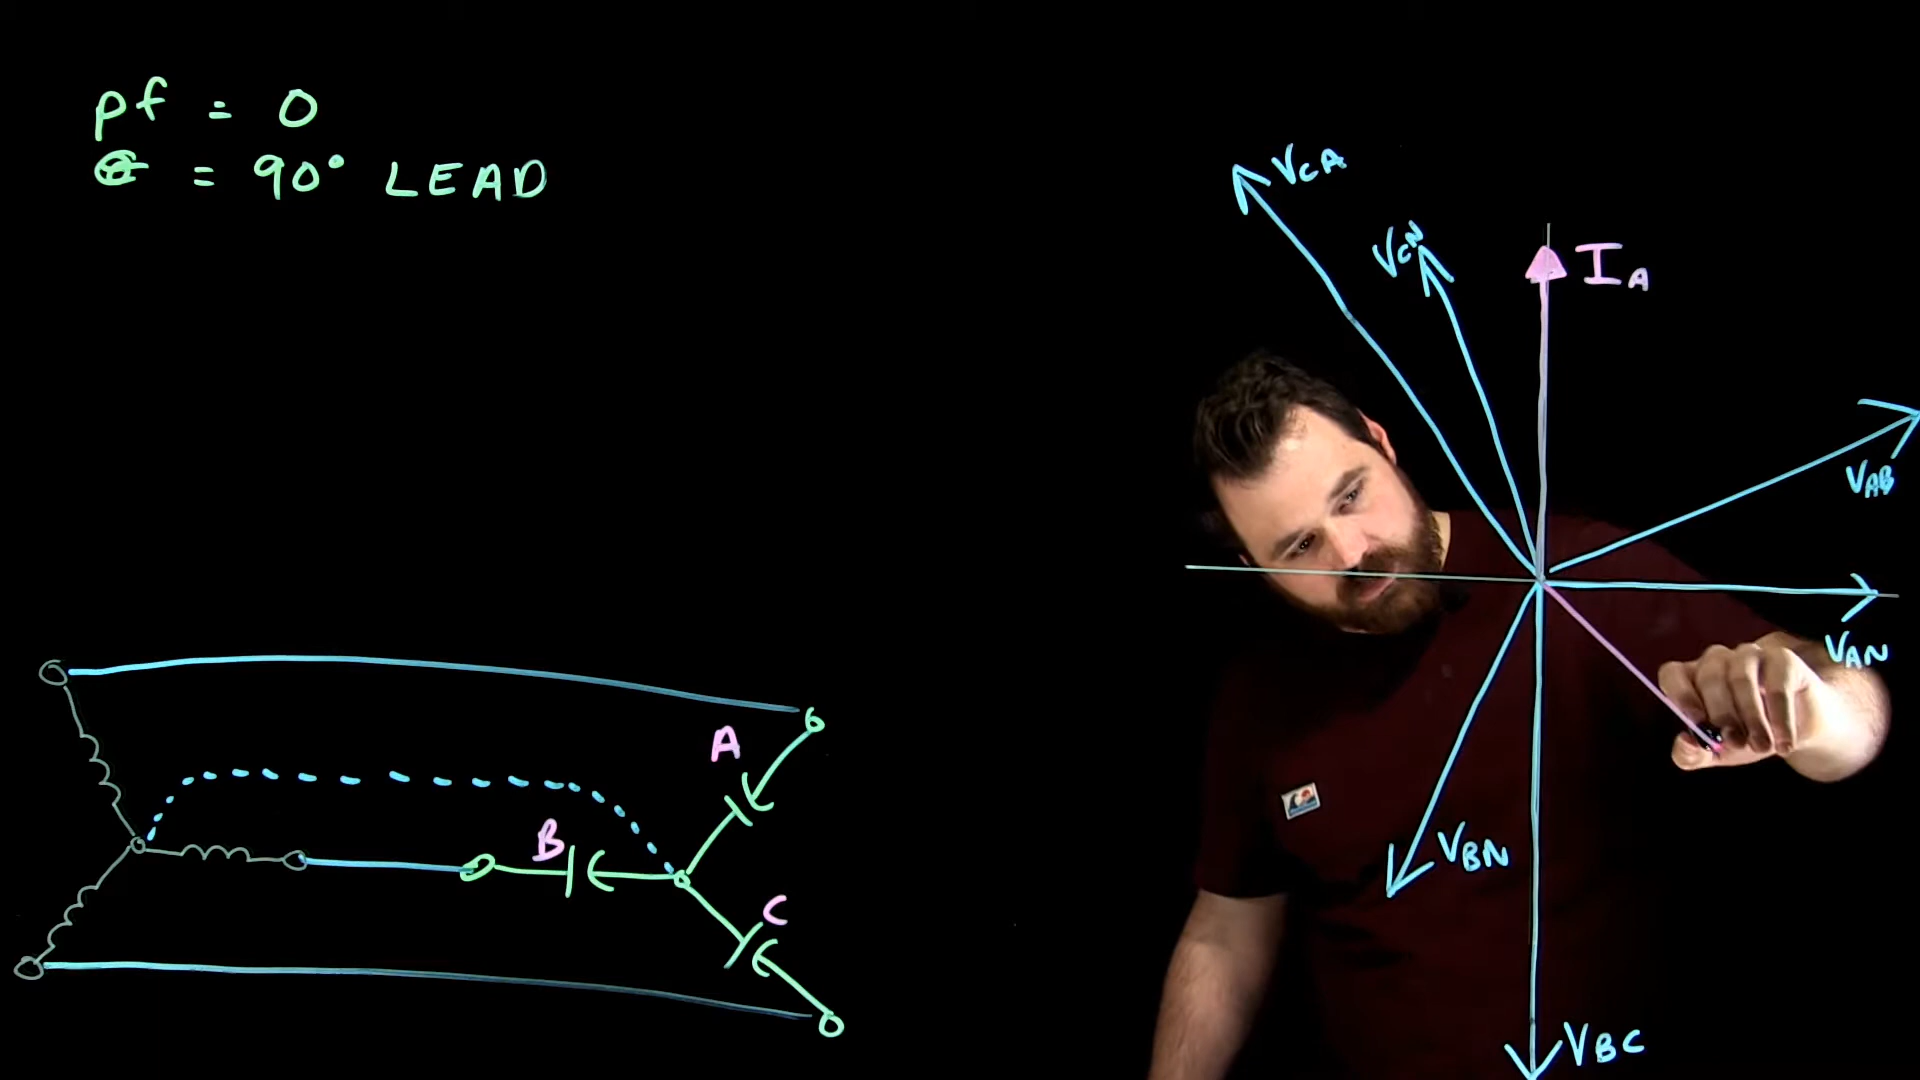 pf = 0
= 90° LEAD
VCA
VCN
IA
VAB
VAN
A
B
VBN
C
VBC